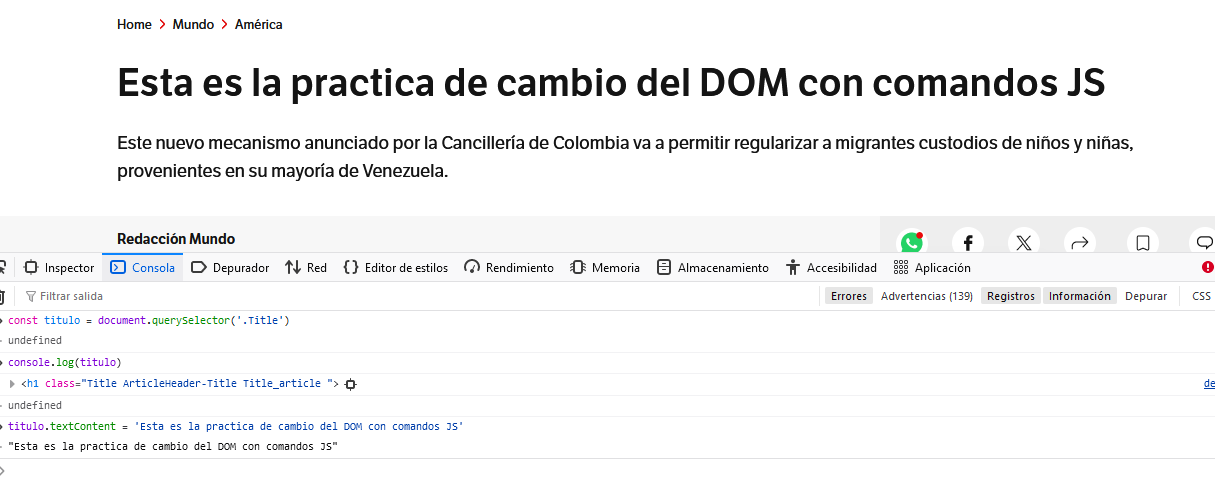 Home > Mundo > América
Esta es la practica de cambio del DOM con comandos JS
Este nuevo mecanismo anunciado por la Cancillería de Colombia va a permitir regularizar a migrantes custodios de niños y niñas,
provenientes en su mayoría de Venezuela.
Redacción Mundo
Inspector Consola Depurador Red Editor de estilos Rendimiento Memoria Almacenamiento Accesibilidad Aplicación
Filtrar salida Errores Advertencias (139) Registros Información Depurar CSS
const titulo = document.querySelector('.Title')
undefined
console.log(titulo)
<h1 class="Title ArticleHeader-Title Title_article "> de
undefined
titulo.textContent = 'Esta es la practica de cambio del DOM con comandos JS'
"Esta es la practica de cambio del DOM con comandos JS"